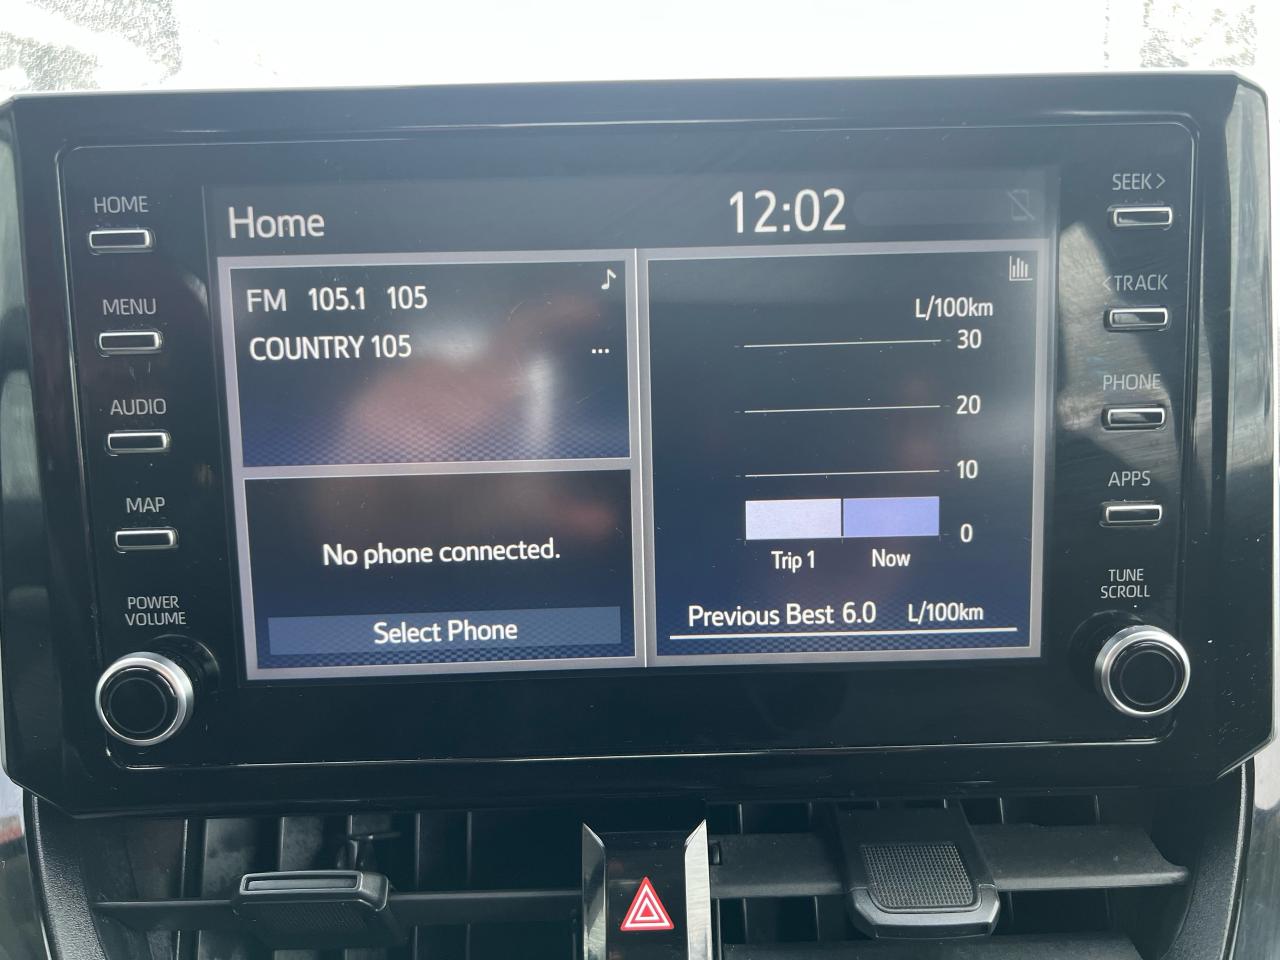 HOME
MENU
AUDIO
MAP
POWER
VOLUME
Home
12:02
FM 105.1 105
COUNTRY 105
...
No phone connected.
Select Phone
L/100km
30
20
10
0
Trip 1 Now
Previous Best 6.0 L/100km
SEEK >
< TRACK
PHONE
APPS
TUNE
SCROLL